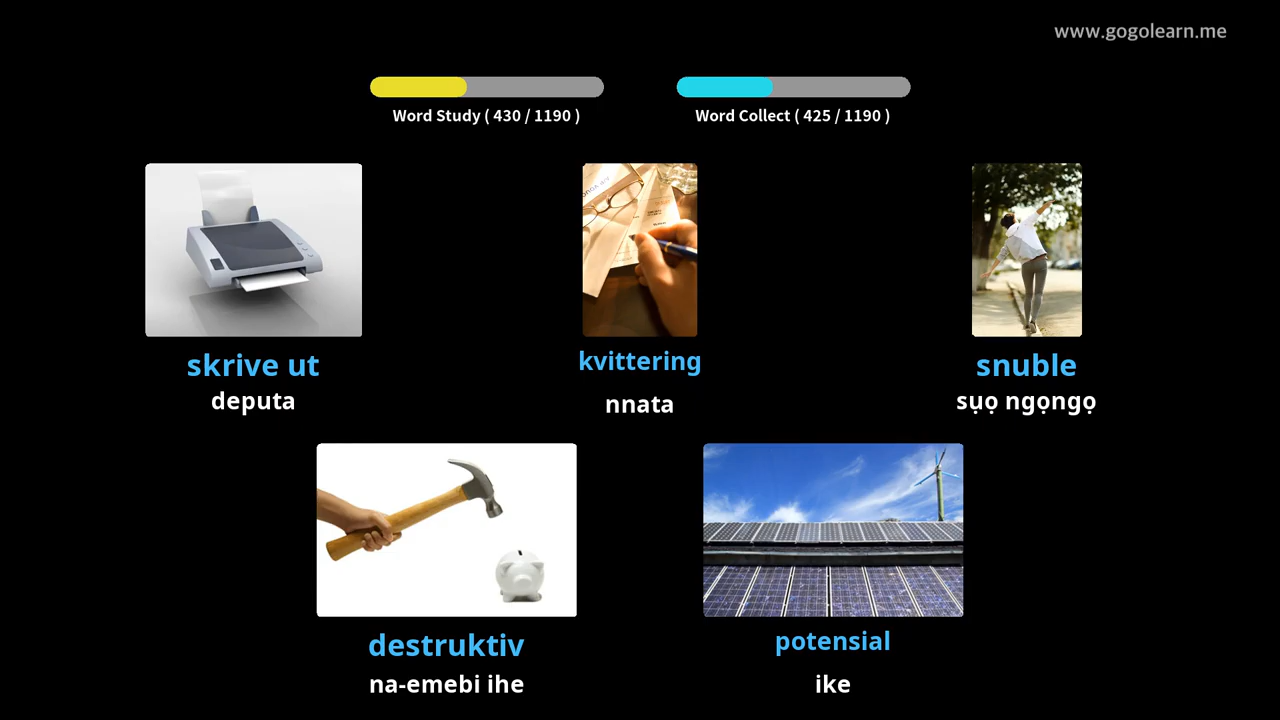 www.gogolearn.me
Word Study ( 430 / 1190 )
Word Collect ( 425 / 1190 )
skrive ut
deputa
kvittering
nnata
snuble
sụọ ngọngọ
destruktiv
na-emebi ihe
potensial
ike